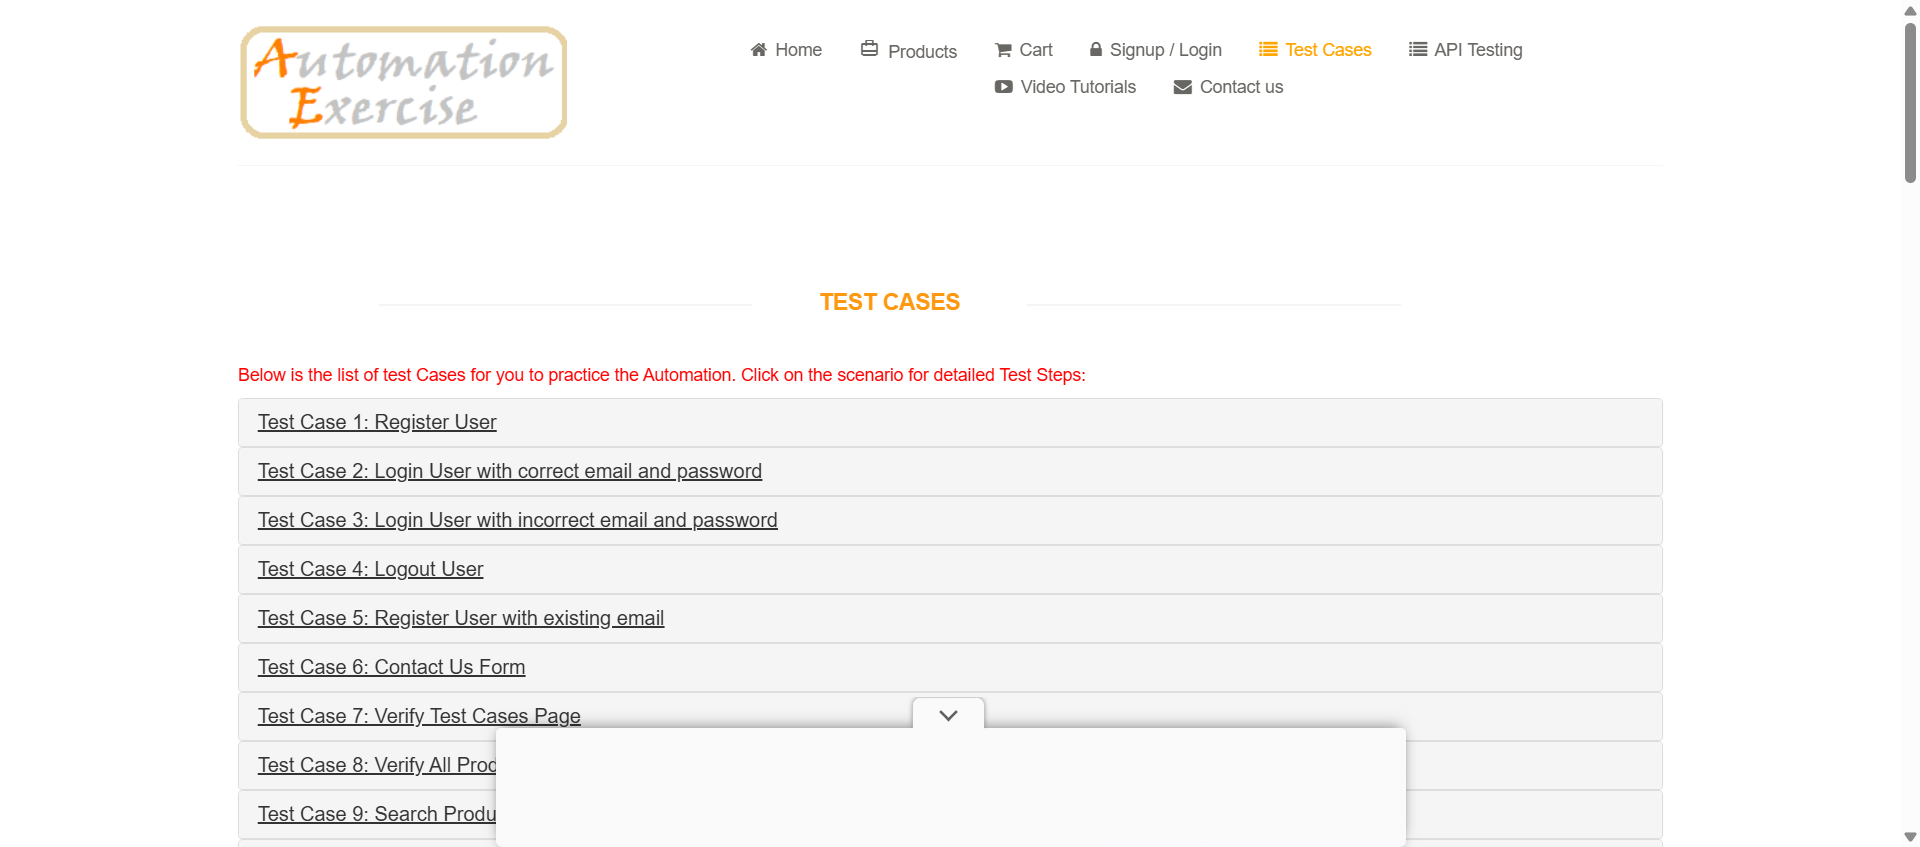 Automation
Exercise
Home
Products
Cart
Signup / Login
Test Cases
API Testing
Video Tutorials
Contact us
TEST CASES
Below is the list of test Cases for you to practice the Automation. Click on the scenario for detailed Test Steps:
Test Case 1: Register User
Test Case 2: Login User with correct email and password
Test Case 3: Login User with incorrect email and password
Test Case 4: Logout User
Test Case 5: Register User with existing email
Test Case 6: Contact Us Form
Test Case 7: Verify Test Cases Page
Test Case 8: Verify All
Test Case 9: Search